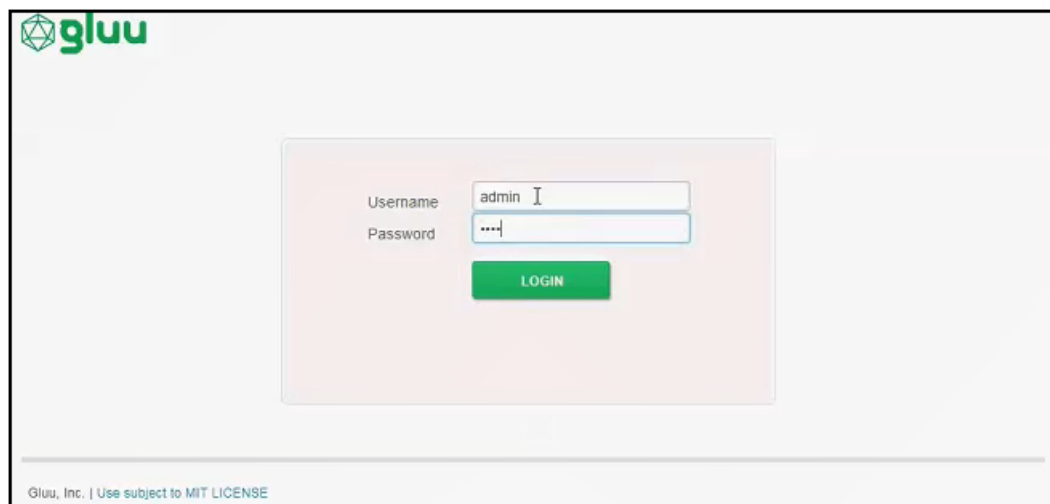 gluu
Username admin
Password ••••
LOGIN
Gluu, Inc. | Use subject to MIT LICENSE